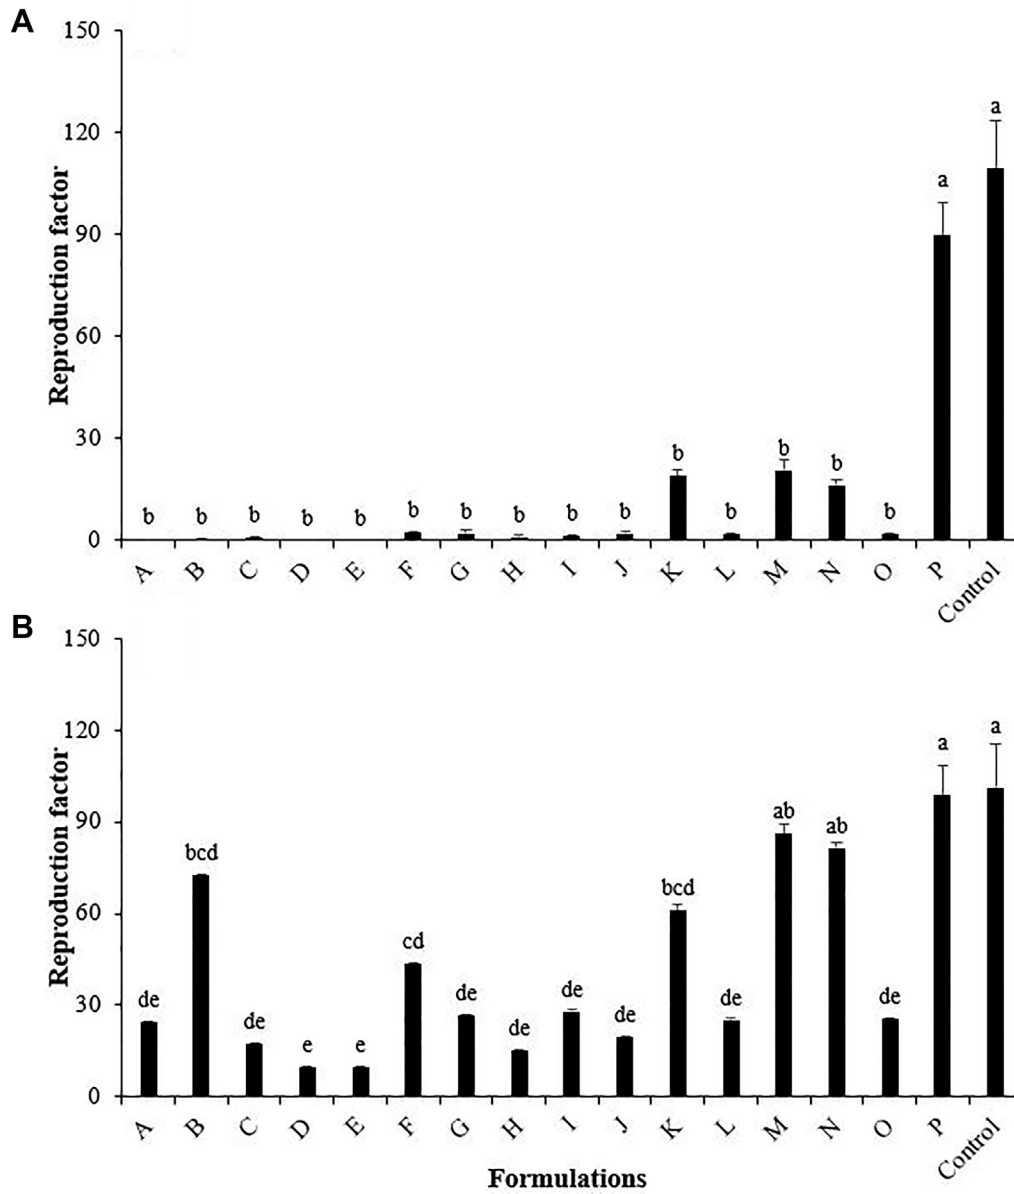 A
150
120
90
60
30
0
Reproduction factor
b b b b b b b b b b b b b b b a a
A B C D E F G H I J K L M N O P Control
B
150
120
90
60
30
0
Reproduction factor
de bcd de e e cd de de de de bcd de ab ab de a a
A B C D E F G H I J K L M N O P Control
Formulations